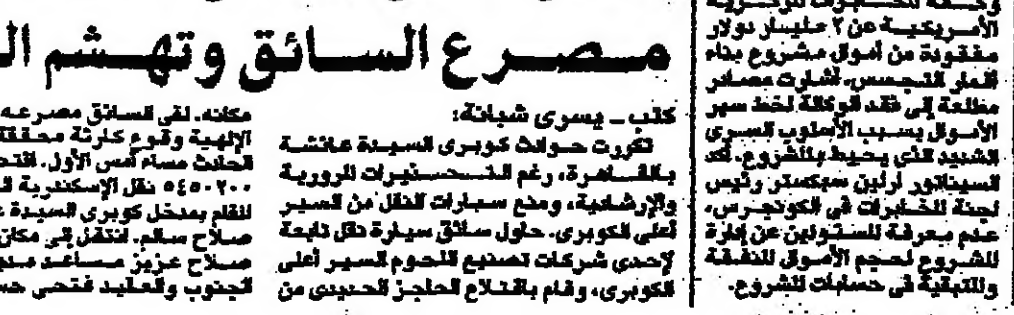 مصرع السائق وتهشم
كتب ـ يسرى شبانة:
تكررت حوادث كوبرى السيدة عائشة
بالقاهرة، رغم التحذيرات المرورية
والإرشادية، ومنع سيارات النقل من السير
أعلى الكوبرى. حاول سائق سيارة نقل تابعة
لإحدى شركات تصنيع اللحوم السير أعلى
الكوبرى، وقام باقتلاع الحاجز الحديدى من
مكانه. لقى السائق مصرعه
الإلهية وقوع كارثة محققة
الحادث مساء أمس الأول.
٥٤٥٠٢٠٠ نقل الإسكندرية
القلم بمدخل كوبرى السيدة
صلاح سالم. انتقل إلى مكان
صلاح عزيز مساعد
الجنوب والعقيد فتحى
الأمريكية عن ٢ مليار دولار
مفقودة من أموال مشروع بناء
القمار التجسس. أشارت مصادر
مطلعة إلى فقد الوكالة لخط سير
الأموال بسبب الأسلوب السرى
الشديد الذى يحيط بالمشروع. أكد
السيناتور أرلين سبكستر رئيس
لجنة المخابرات فى الكونجرس،
عدم معرفة المسئولين عن إدارة
المشروع لحجم الأموال المنفقة
والمتبقية فى حسابات المشروع.